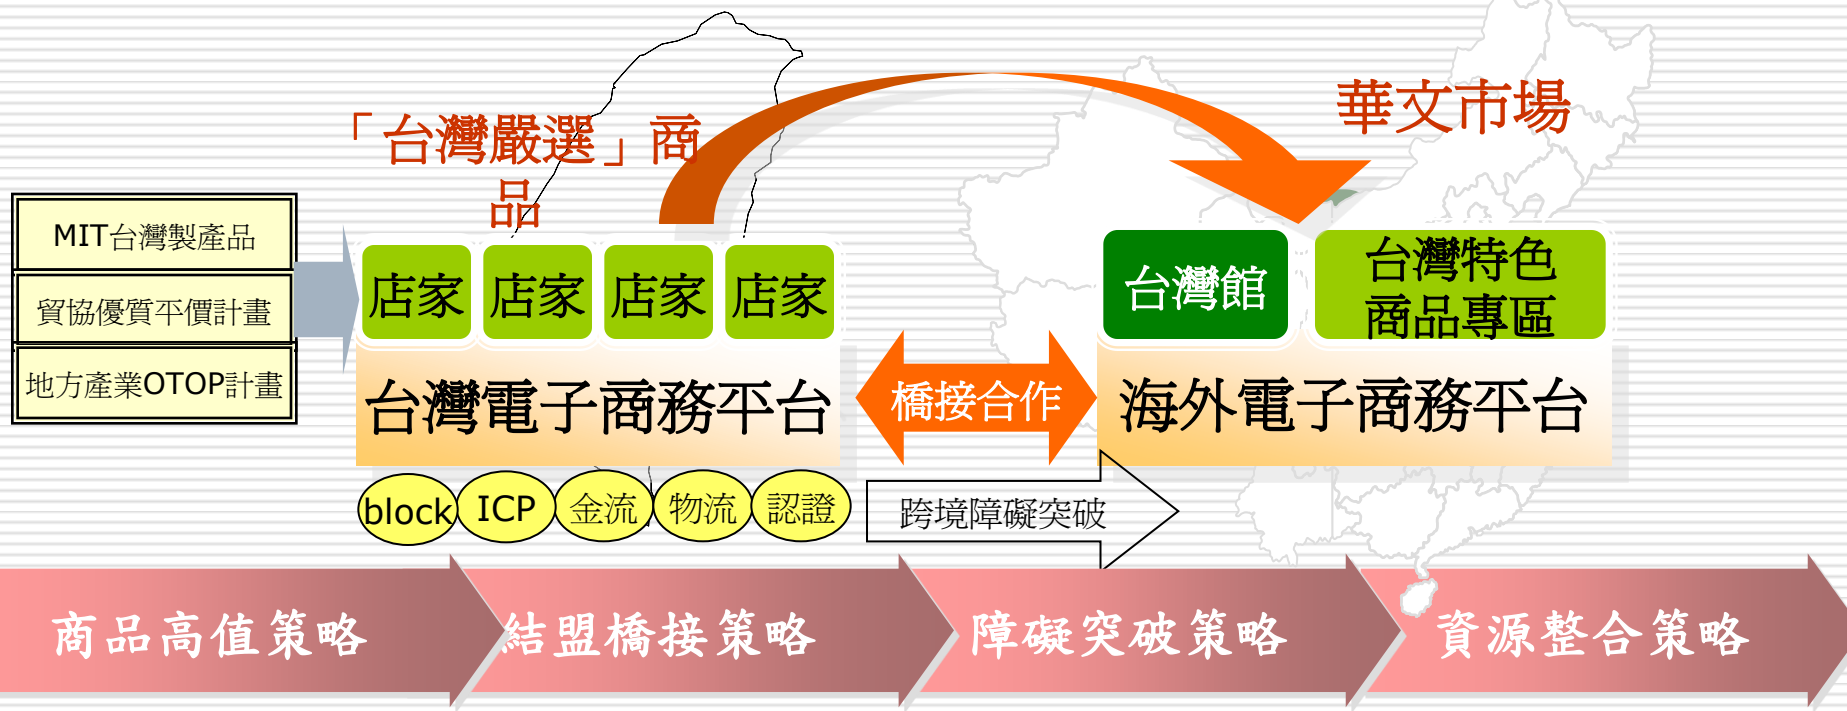 華文市場
「台灣嚴選」商
品
MIT台灣製產品
貿協優質平價計畫
地方產業OTOP計畫
店家
店家
店家
店家
台灣電子商務平台
橋接合作
台灣館
台灣特色
商品專區
海外電子商務平台
block
ICP
金流
物流
認證
跨境障礙突破
商品高值策略
結盟橋接策略
障礙突破策略
資源整合策略